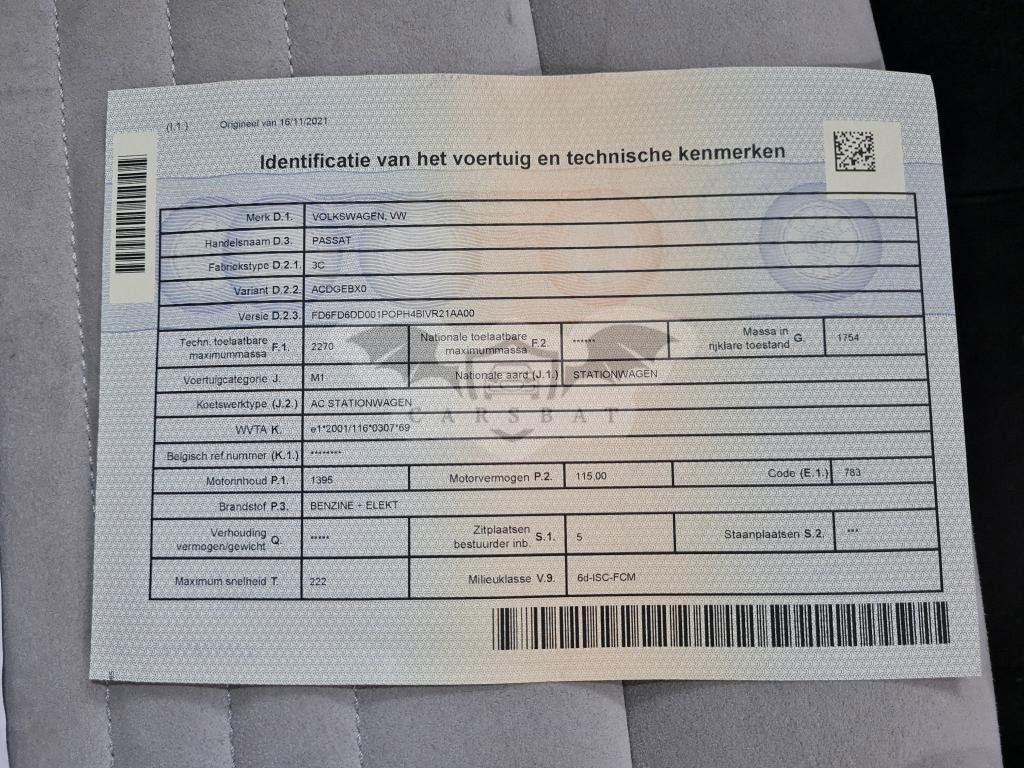 (I.1.) Origineel van 16/11/2021
Identificatie van het voertuig en technische kenmerken
Merk D.1. VOLKSWAGEN, VW
Handelsnaam D.3. PASSAT
Fabriekstype D.2.1. 3C
Variant D.2.2. ACDGEBX0
Versie D.2.3. FD6FD6DD001POPH4BIVR21AA00
Techn. toelaatbare maximummassa F.1. 2270 Nationale toelaatbare maximummassa F.2. ****** Massa in rijklare toestand G. 1754
Voertuigcategorie J. M1 Nationale aard (J.1.) STATIONWAGEN
Koetswerktype (J.2.) AC STATIONWAGEN
CARSBAT
WVTA K. e1*2001/116*0307*69
Belgisch ref.nummer (K.1.) ********
Motorinhoud P.1. 1395 Motorvermogen P.2. 115,00 Code (E.1.) 783
Brandstof P.3. BENZINE + ELEKT
Verhouding vermogen/gewicht Q. ***** Zitplaatsen bestuurder inb. S.1. 5 Staanplaatsen S.2. ***
Maximum snelheid T. 222 Milieuklasse V.9. 6d-ISC-FCM